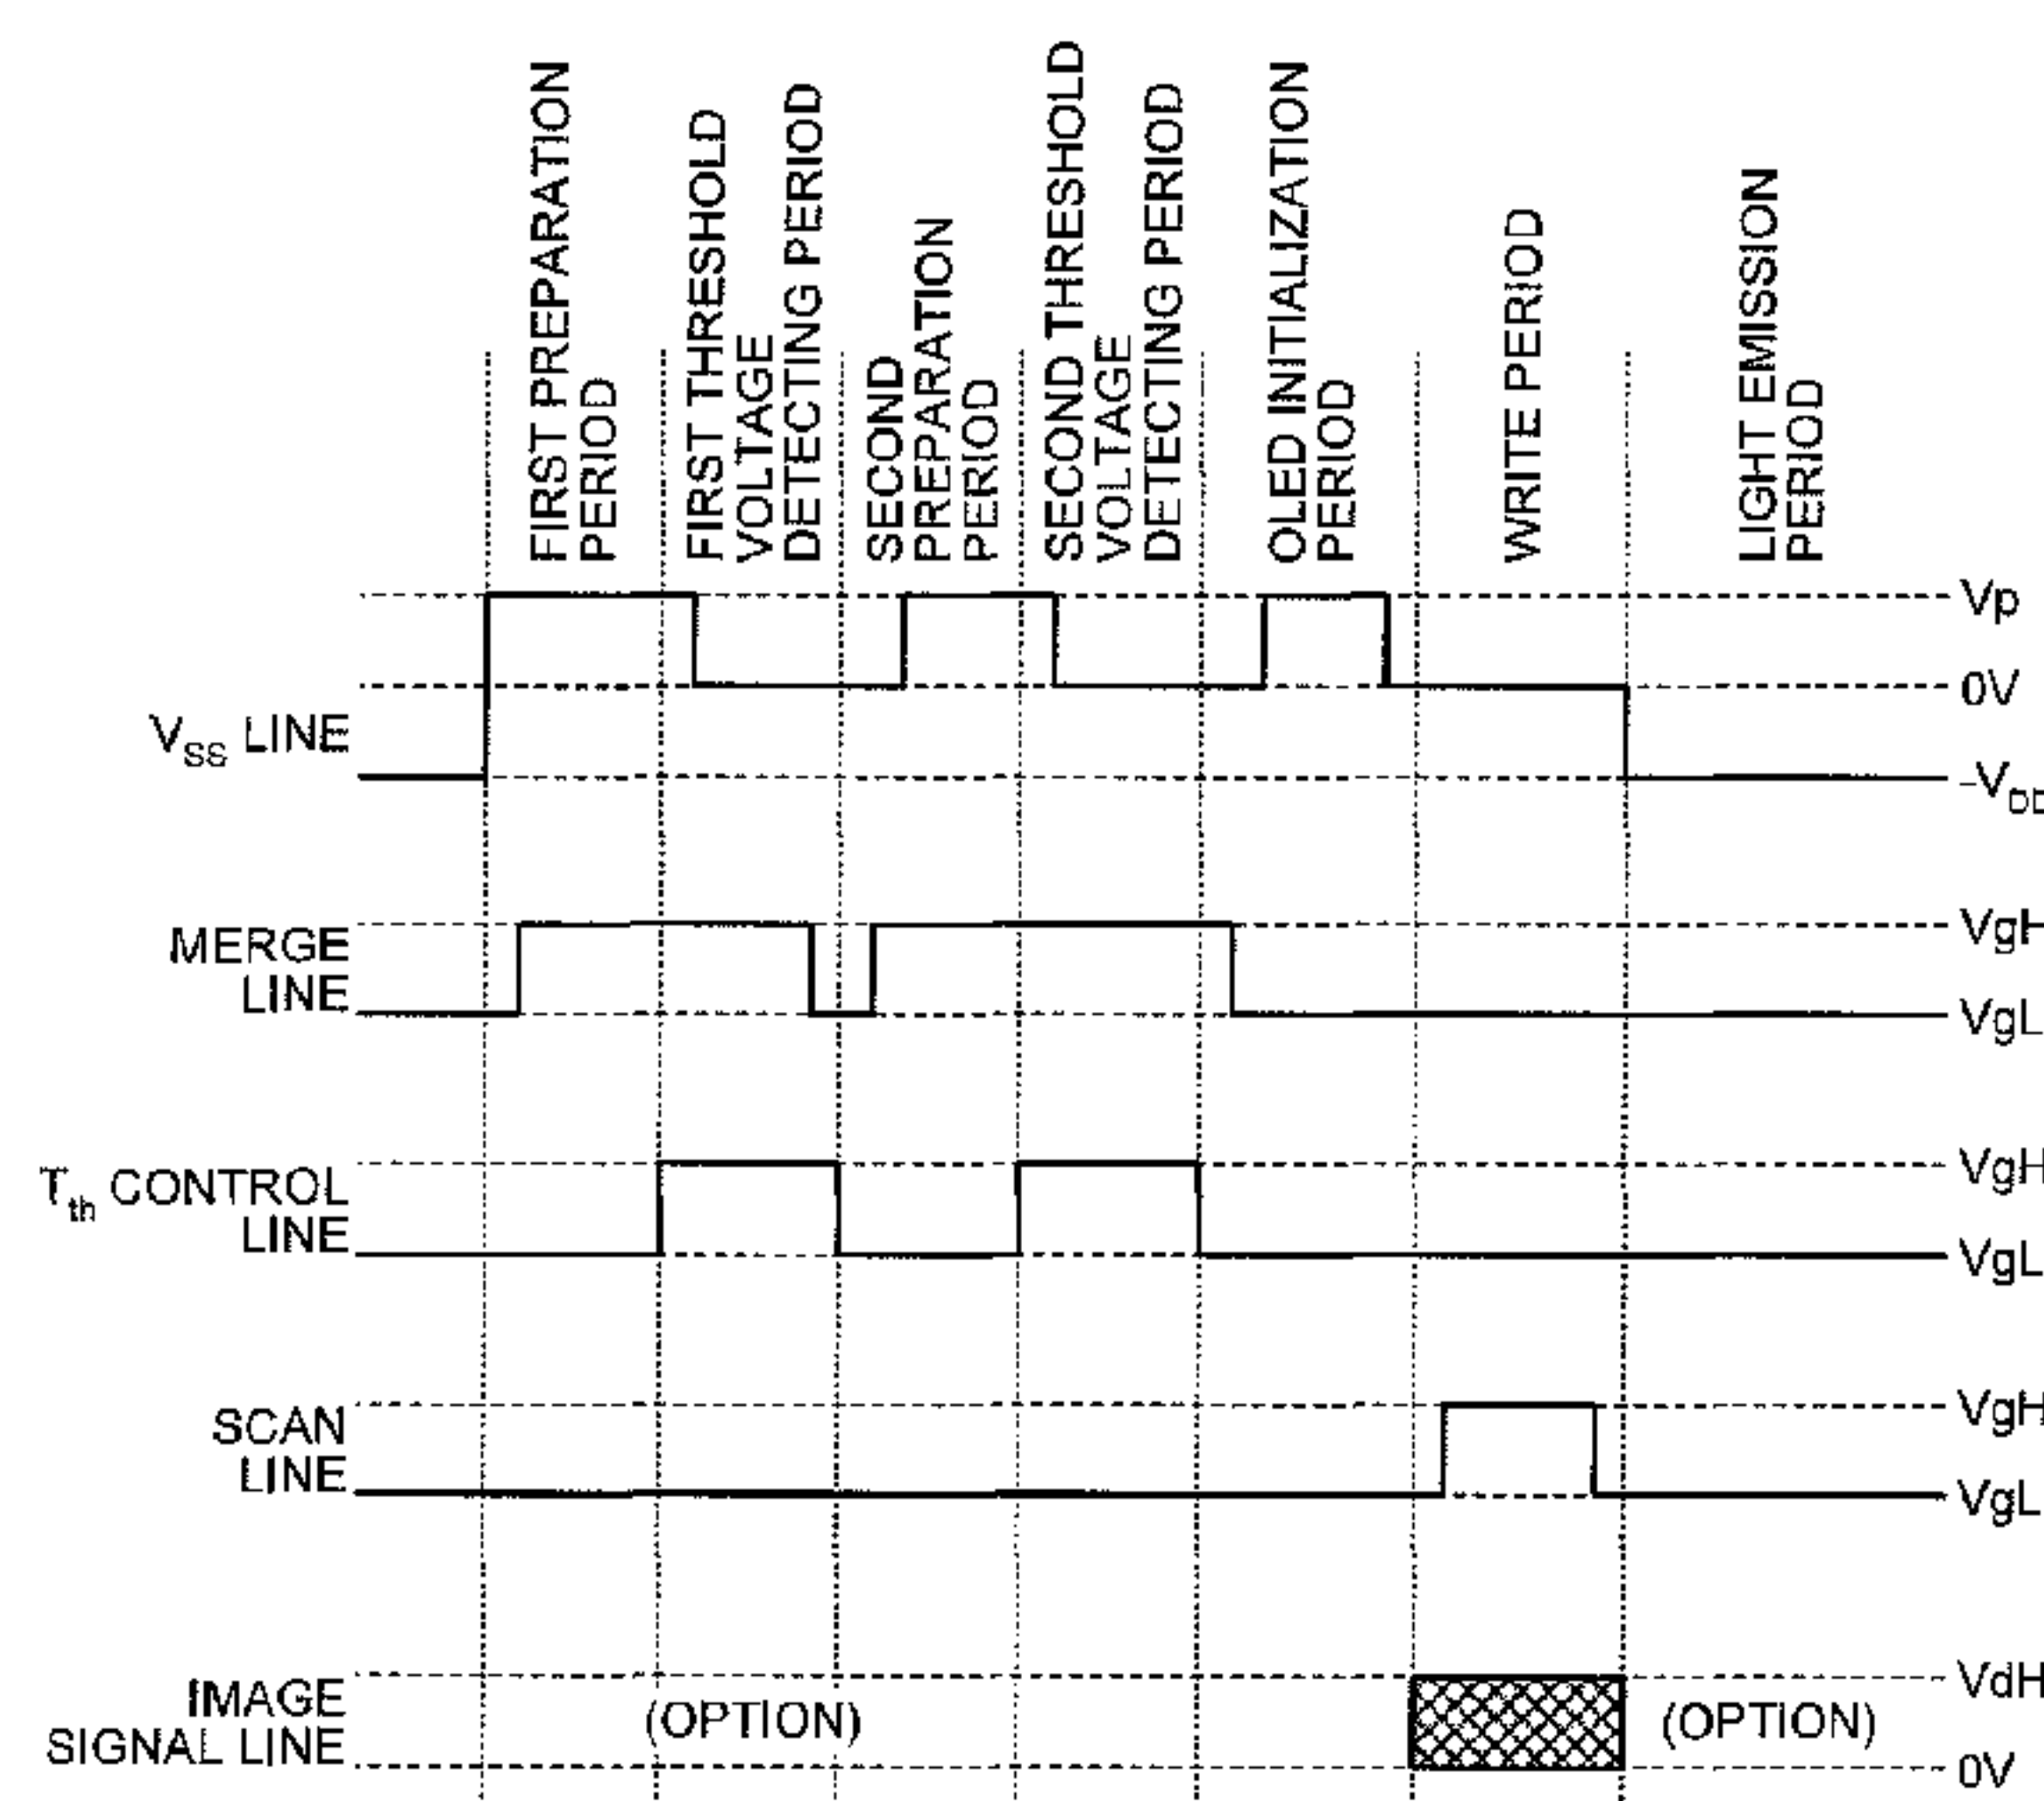 FIRST PREPARATION
PERIOD
FIRST THRESHOLD
VOLTAGE
DETECTING PERIOD
SECOND
PREPARATION
PERIOD
SECOND THRESHOLD
VOLTAGE
DETECTING PERIOD
OLED INITIALIZATION
PERIOD
WRITE PERIOD
LIGHT EMISSION
PERIOD
Vp
0V
VSS LINE
MERGE
LINE
VgL
Tth CONTROL
LINE
VgH
VgL
SCAN
LINE
VgH
VgL
IMAGE
SIGNAL LINE
(OPTION)
(OPTION)
VdH
0V